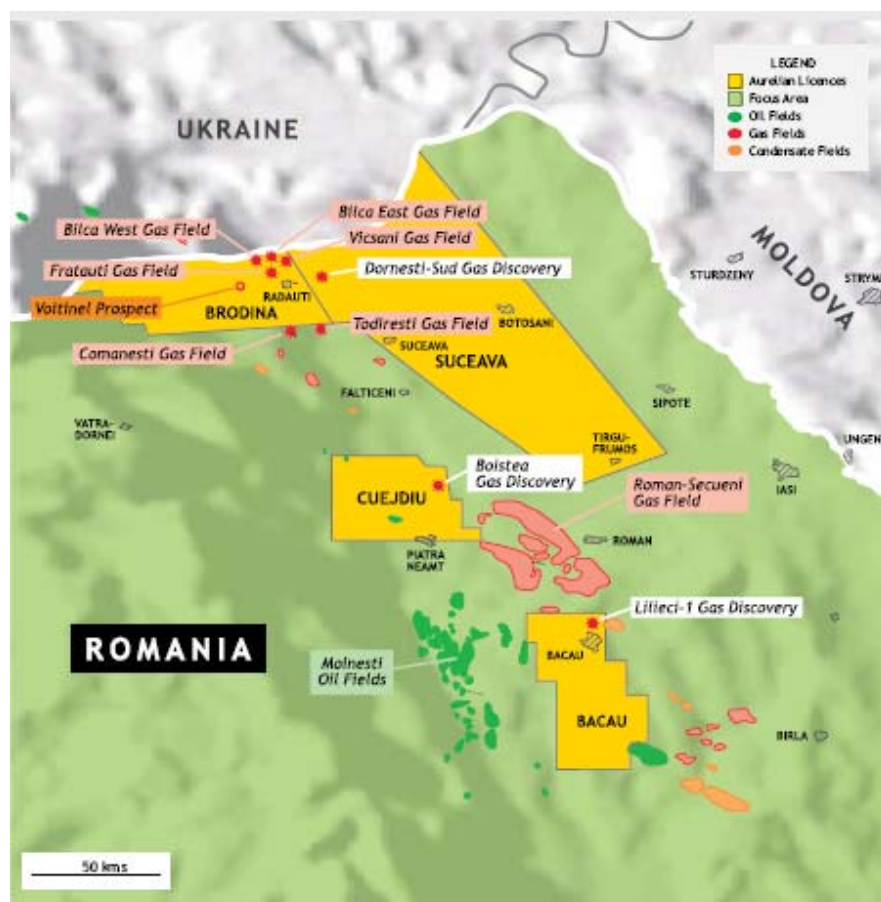 LEGEND
Aurelian Licences
Focus Area
Oil Fields
Gas Fields
Condensate Fields
UKRAINE
Bilca East Gas Field
Bilca West Gas Field
Vicsani Gas Field
MOLDOVA
Fratauti Gas Field
Dornesti-Sud Gas Discovery
STURDZENY
STRYM
RADAUTI
Voitinel Prospect
BRODINA
BOTOSANI
Todiresti Gas Field
Comanesti Gas Field
SUCEAVA
SUCEAVA
FALTICENI
SIPOTE
VATRA-
DORNEI
TIRGU-
FRUMOS
UNGEN
Boistea
Gas Discovery
IASI
Roman-Secueni
Gas Field
CUEJDIU
ROMAN
PIATRA
NEAMT
Lilieci-1 Gas Discovery
ROMANIA
BACAU
Moinesti
Oil Fields
BACAU
BIRLA
50 kms